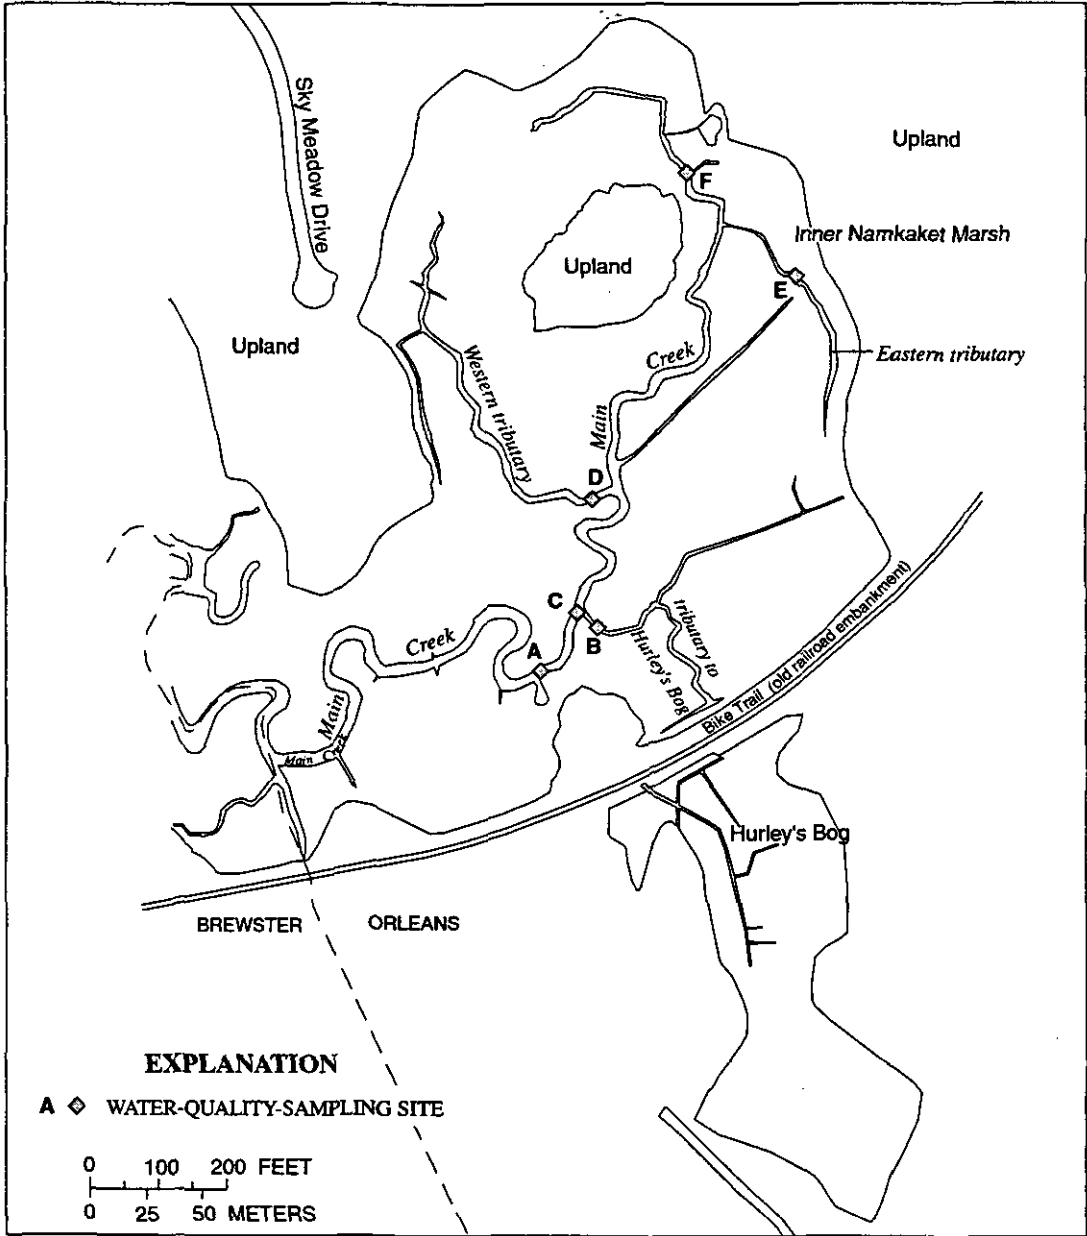 Sky Meadow Drive
Upland
F
Inner Namkaket Marsh
Upland
E
Upland
Eastern tributary
Creek
Western tributary
Main
D
C
B
tributary to
Hurley's Bog
A
Creek
Main
Main Creek
Bike Trail (old railroad embankment)
Hurley's Bog
BREWSTER ORLEANS
EXPLANATION
A WATER-QUALITY-SAMPLING SITE
0 100 200 FEET
0 25 50 METERS